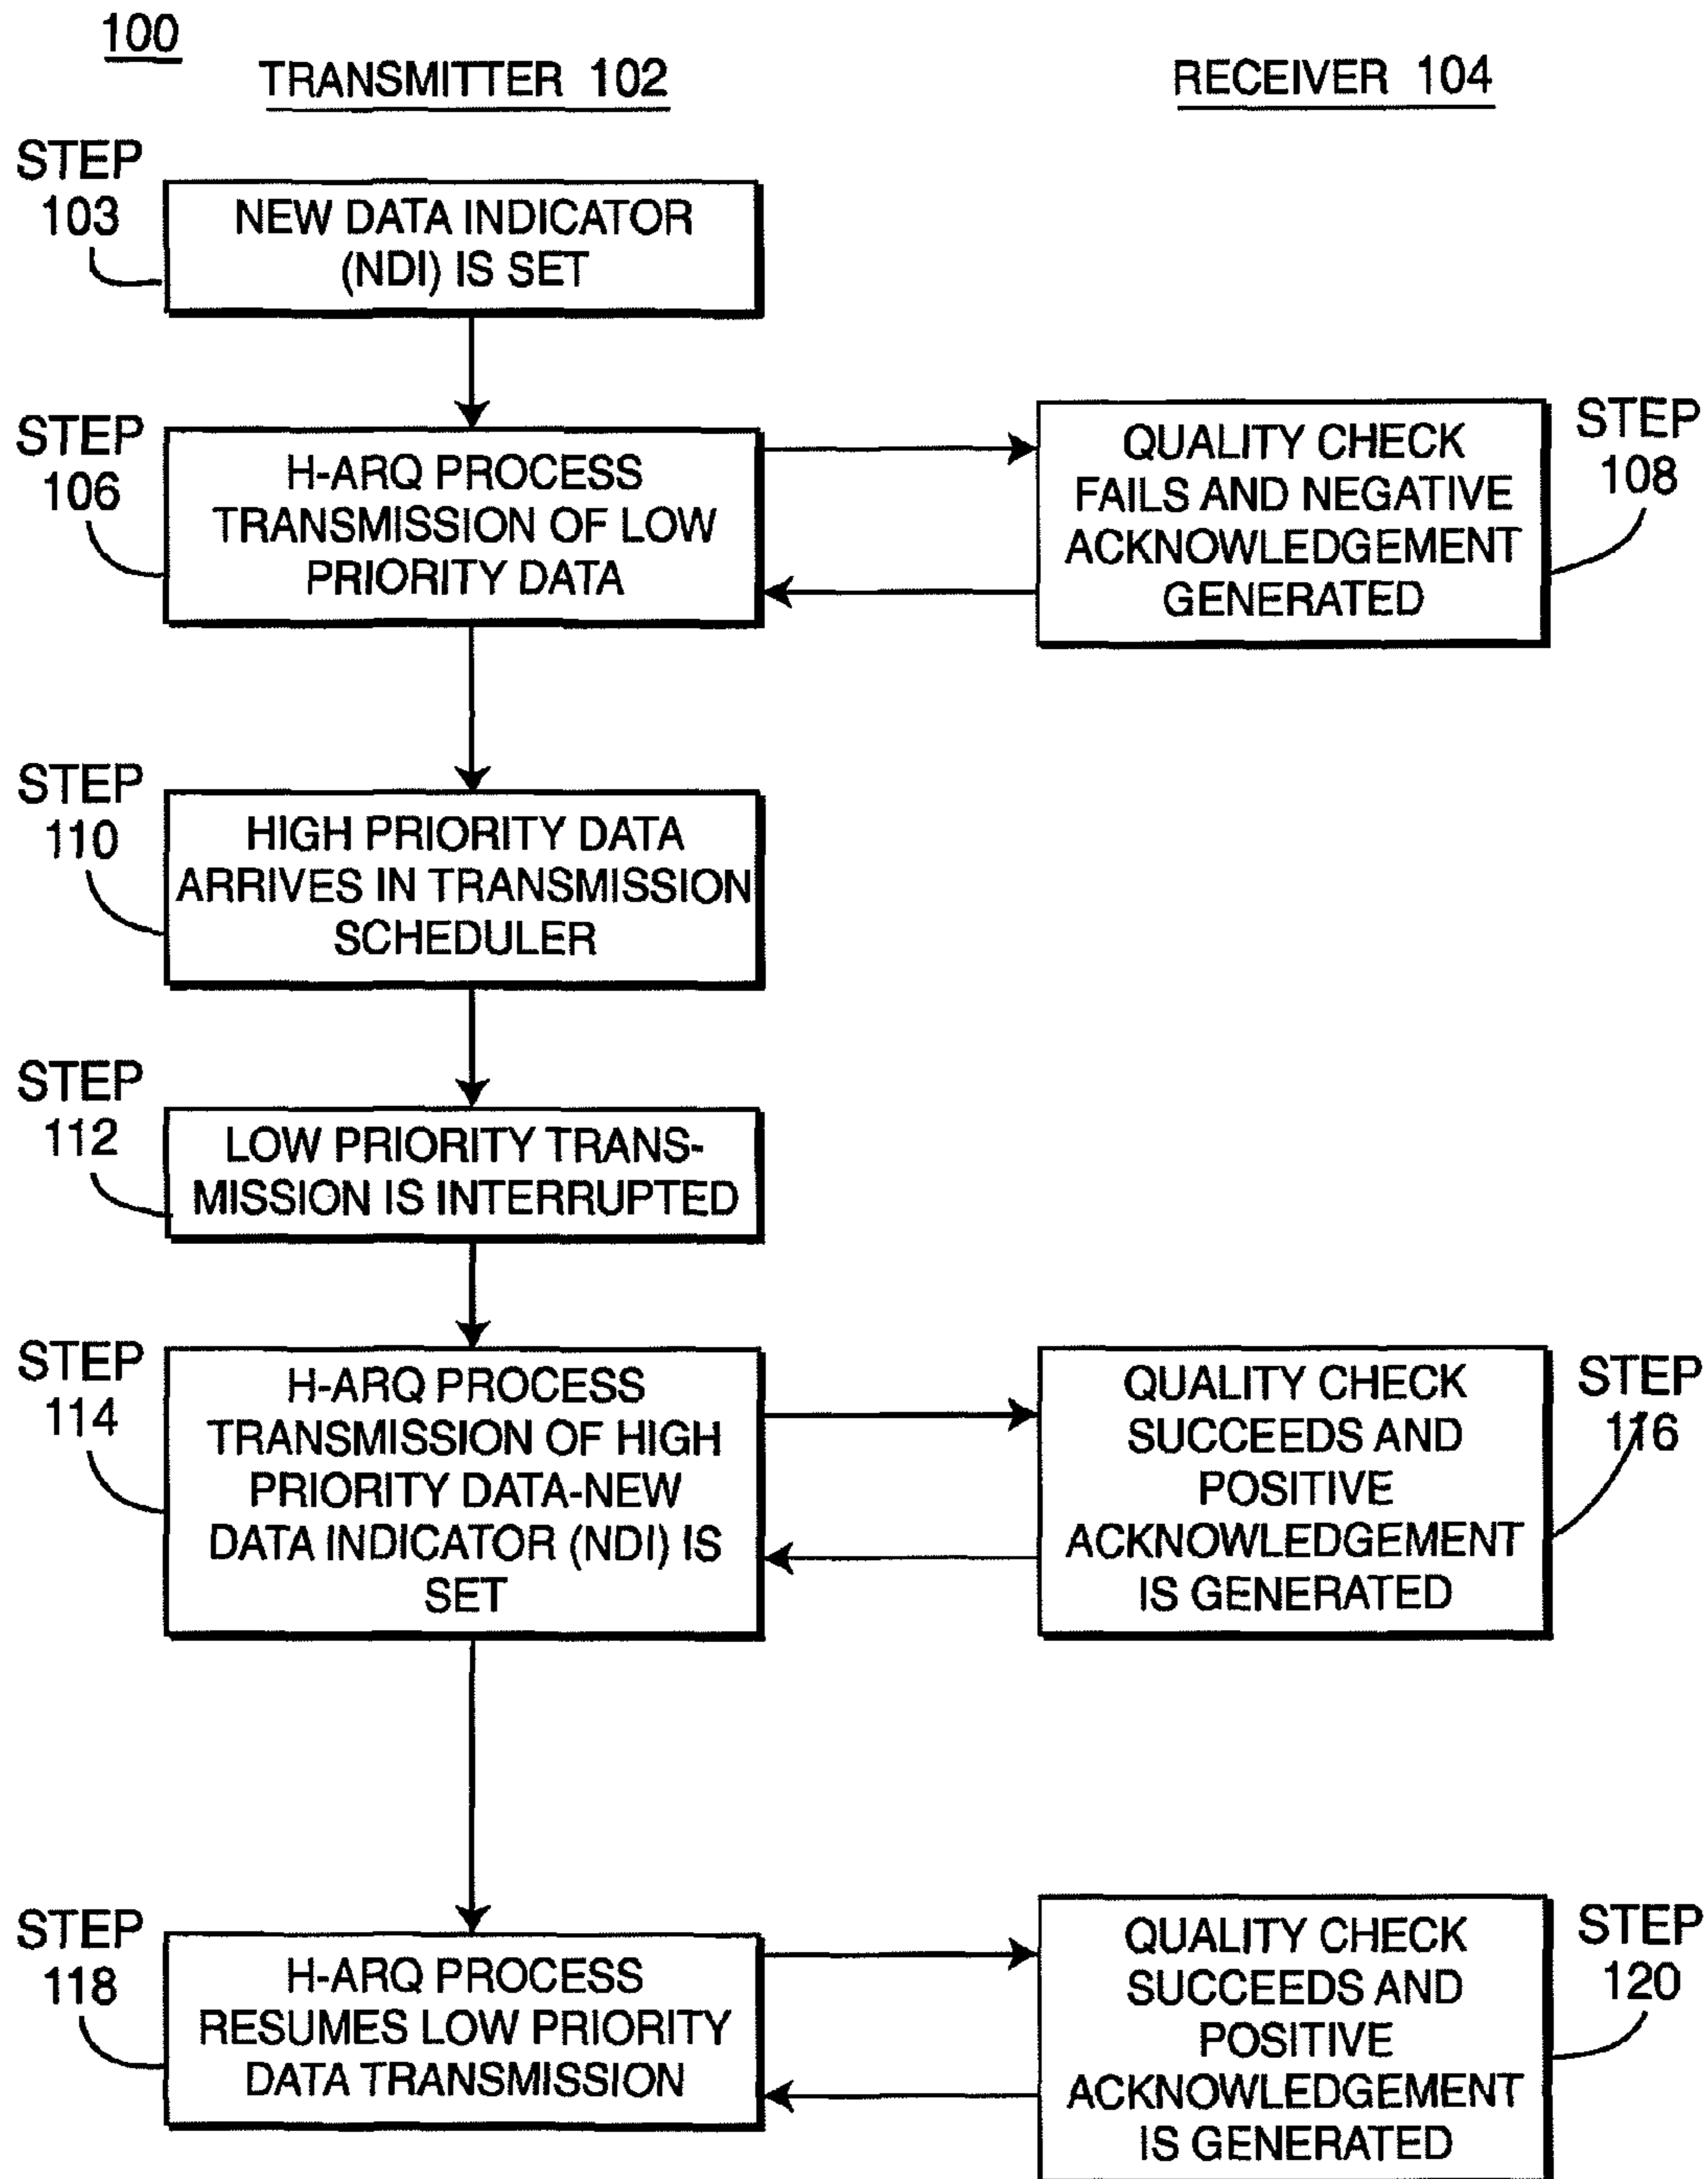 100
TRANSMITTER 102
RECEIVER 104
STEP
103
NEW DATA INDICATOR
(NDI) IS SET
STEP
106
H-ARQ PROCESS
TRANSMISSION OF LOW
PRIORITY DATA
QUALITY CHECK
FAILS AND NEGATIVE
ACKNOWLEDGEMENT
GENERATED
STEP
108
STEP
110
HIGH PRIORITY DATA
ARRIVES IN TRANSMISSION
SCHEDULER
STEP
112
LOW PRIORITY TRANS-
MISSION IS INTERRUPTED
STEP
114
H-ARQ PROCESS
TRANSMISSION OF HIGH
PRIORITY DATA-NEW
DATA INDICATOR (NDI) IS
SET
QUALITY CHECK
SUCCEEDS AND
POSITIVE
ACKNOWLEDGEMENT
IS GENERATED
STEP
116
STEP
118
H-ARQ PROCESS
RESUMES LOW PRIORITY
DATA TRANSMISSION
QUALITY CHECK
SUCCEEDS AND
POSITIVE
ACKNOWLEDGEMENT
IS GENERATED
STEP
120